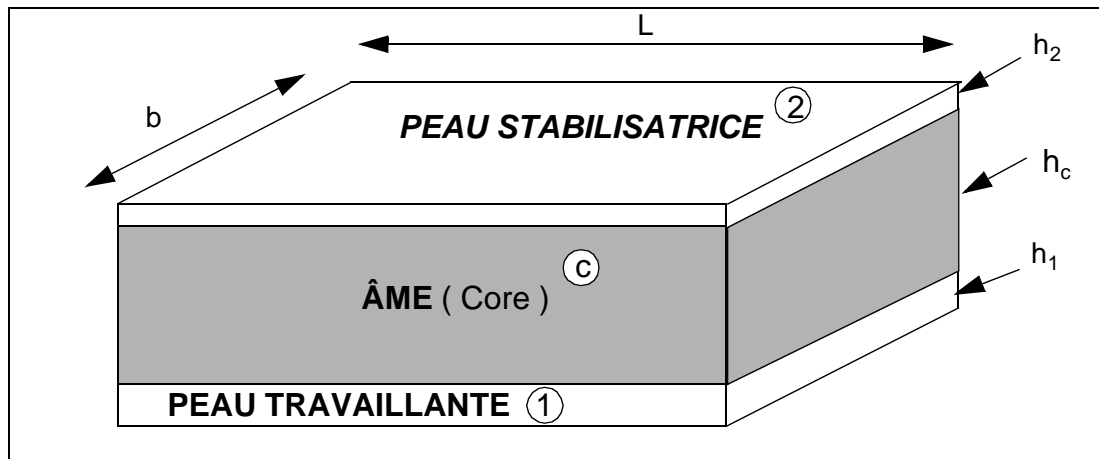 L
h2
b
PEAU STABILISATRICE 2
hc
ÂME ( Core ) c
h1
PEAU TRAVAILLANTE 1